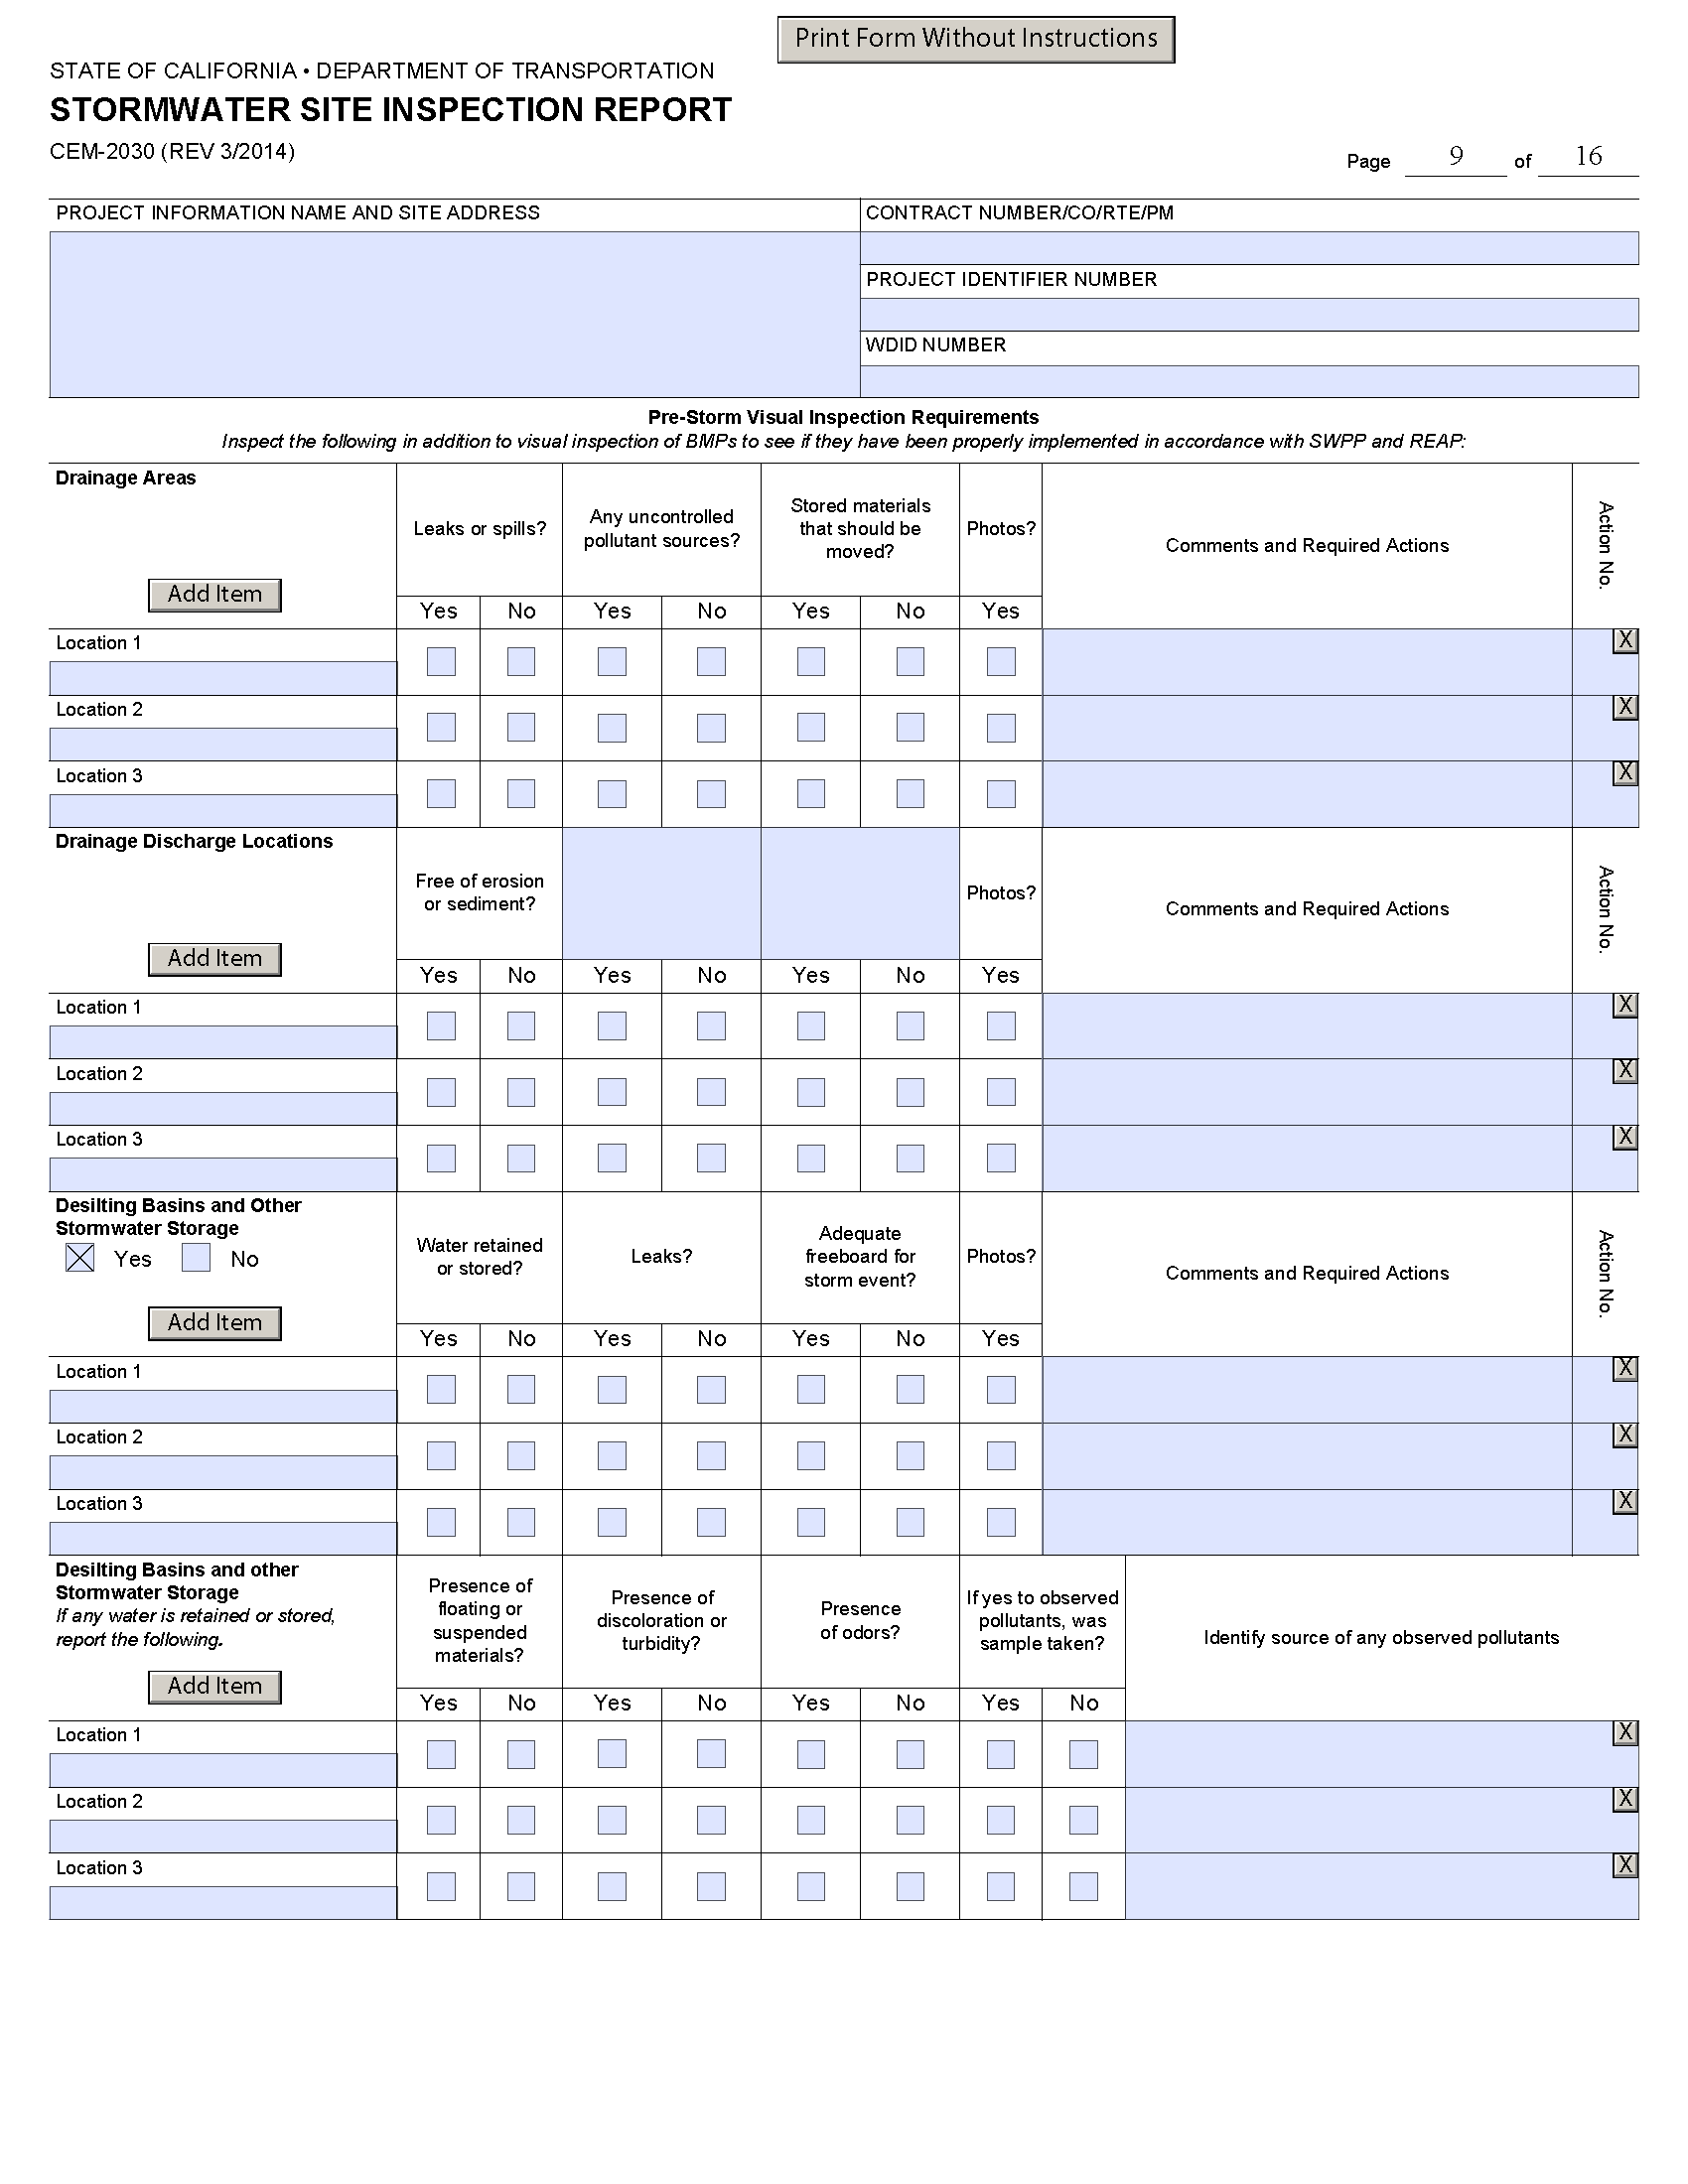 Print Form Without Instructions
STATE OF CALIFORNIA • DEPARTMENT OF TRANSPORTATION
STORMWATER SITE INSPECTION REPORT
CEM-2030 (REV 3/2014)
Page 9 of 16
PROJECT INFORMATION NAME AND SITE ADDRESS
CONTRACT NUMBER/CO/RTE/PM
PROJECT IDENTIFIER NUMBER
WDID NUMBER
Pre-Storm Visual Inspection Requirements
Inspect the following in addition to visual inspection of BMPs to see if they have been properly implemented in accordance with SWPP and REAP:
Drainage Areas
Add Item
Leaks or spills?
Any uncontrolled
pollutant sources?
Stored materials
that should be
moved?
Photos?
Comments and Required Actions
Action No.
Yes No Yes No Yes No Yes
Location 1
X
Location 2
X
Location 3
X
Drainage Discharge Locations
Add Item
Free of erosion
or sediment?
Photos?
Comments and Required Actions
Action No.
Yes No Yes No Yes No Yes
Location 1
X
Location 2
X
Location 3
X
Desilting Basins and Other
Stormwater Storage
Yes No
Add Item
Water retained
or stored?
Leaks?
Adequate
freeboard for
storm event?
Photos?
Comments and Required Actions
Action No.
Yes No Yes No Yes No Yes
Location 1
X
Location 2
X
Location 3
X
Desilting Basins and other
Stormwater Storage
If any water is retained or stored,
report the following.
Add Item
Presence of
floating or
suspended
materials?
Presence of
discoloration or
turbidity?
Presence
of odors?
If yes to observed
pollutants, was
sample taken?
Identify source of any observed pollutants
Yes No Yes No Yes No Yes No
Location 1
X
Location 2
X
Location 3
X